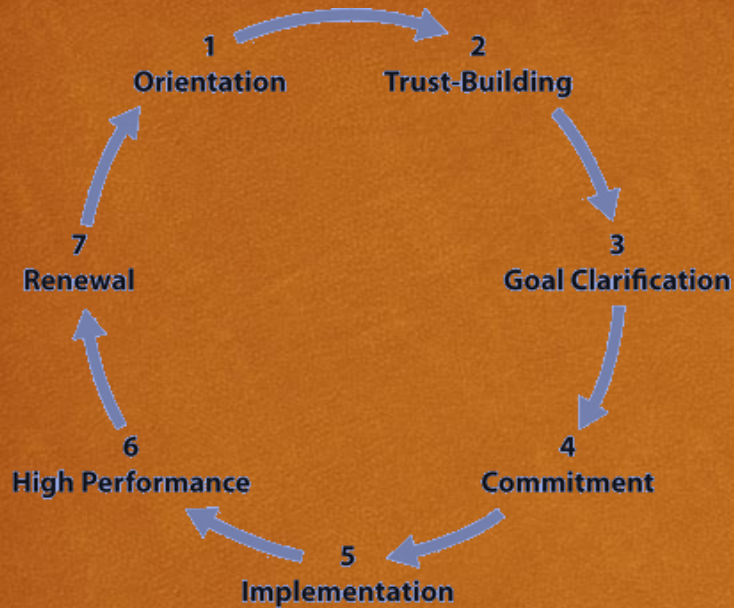 1
Orientation
2
Trust-Building
3
Goal Clarification
4
Commitment
5
Implementation
6
High Performance
7
Renewal